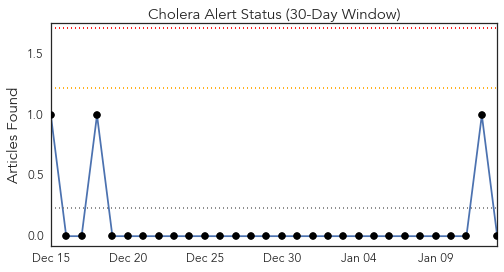 Cholera Alert Status (30-Day Window)
Articles Found
1.5
1.0
0.5
0.0
Dec 15 Dec 20 Dec 25 Dec 30 Jan 04 Jan 09